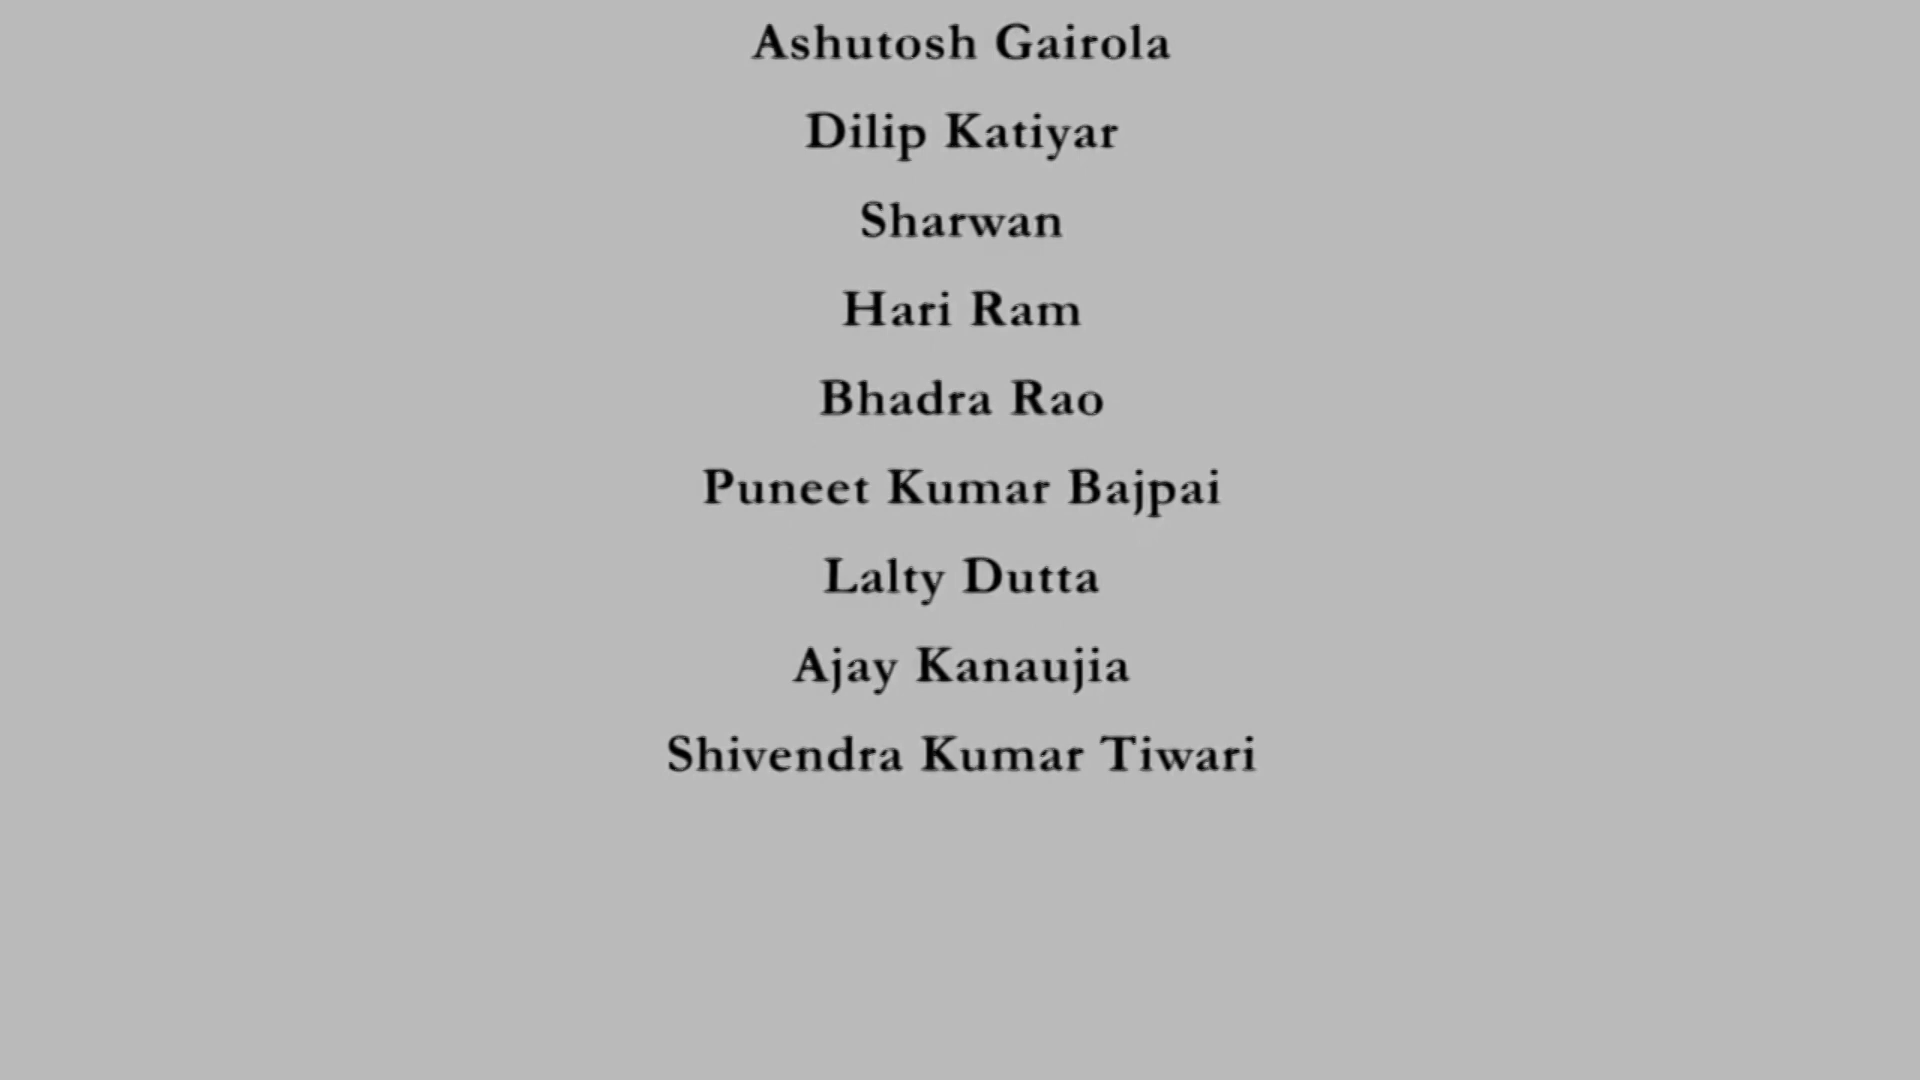 Ashutosh Gairola
Dilip Katiyar
Sharwan
Hari Ram
Bhadra Rao
Puneet Kumar Bajpai
Lalty Dutta
Ajay Kanaujia
Shivendra Kumar Tiwari